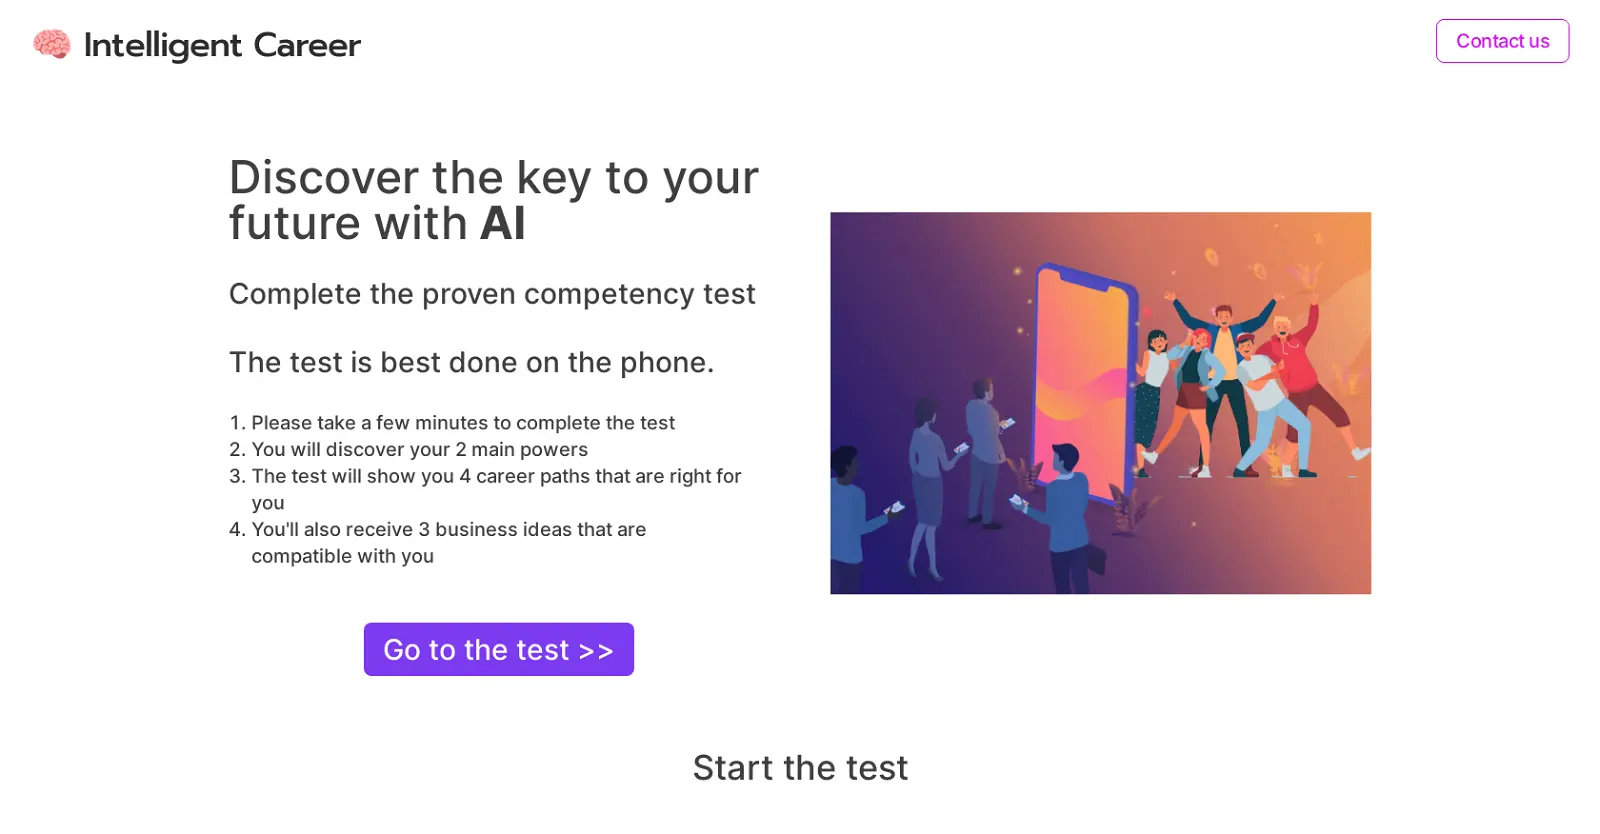 Intelligent Career
Contact us
Discover the key to your
future with AI
Complete the proven competency test
The test is best done on the phone.
1. Please take a few minutes to complete the test
2. You will discover your 2 main powers
3. The test will show you 4 career paths that are right for
you
4. You'll also receive 3 business ideas that are
compatible with you
Go to the test >>
Start the test